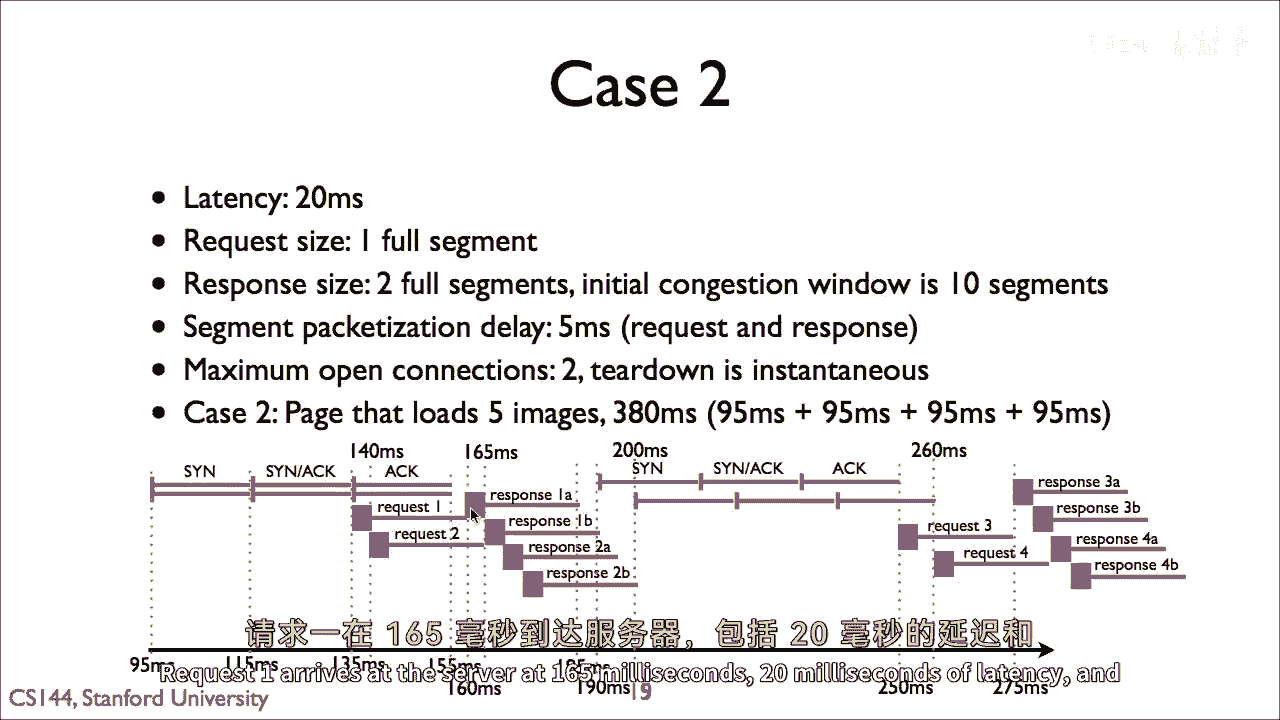 Case 2
• Latency: 20ms
• Request size: 1 full segment
• Response size: 2 full segments, initial congestion window is 10 segments
• Segment packetization delay: 5ms (request and response)
• Maximum open connections: 2, teardown is instantaneous
• Case 2: Page that loads 5 images, 380ms (95ms + 95ms + 95ms + 95ms)
140ms 165ms 200ms 260ms
SYN SYN/ACK ACK SYN SYN/ACK ACK
response 3a
response 1a
request 1 response 3b
response 1b request 3
request 2 response 2a response 4a
request 4
response 2b response 4b
请求一在 165 毫秒到达服务器，包括 20 毫秒的延迟和
95ms 115ms 135ms 155ms 185ms
Request 1 arrives at the server at 165 milliseconds, 20 milliseconds of latency, and
160ms 190ms 250ms 275ms
CS144, Stanford University 19